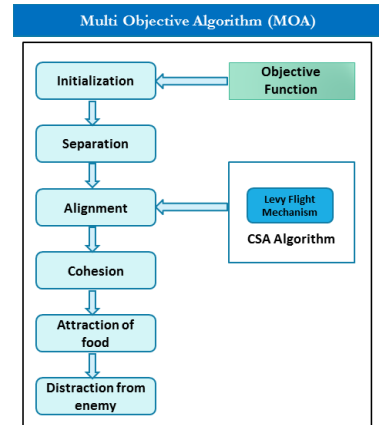 Multi Objective Algorithm (MOA)
Initialization
Objective
Function
Separation
Alignment
Levy Flight
Mechanism
CSA Algorithm
Cohesion
Attraction of
food
Distraction from
enemy